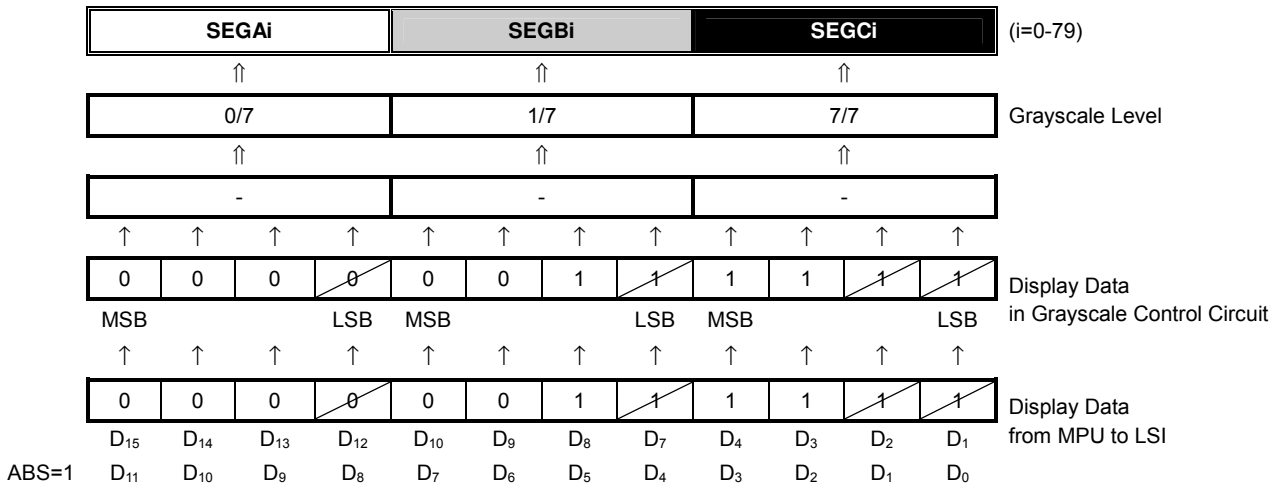 SEGAi SEGBi SEGCi (i=0-79)
⇑ ⇑ ⇑
0/7 1/7 7/7 Grayscale Level
⇑ ⇑ ⇑
- - -
↑ ↑ ↑ ↑ ↑ ↑ ↑ ↑ ↑ ↑ ↑ ↑
0 0 0 0 0 0 1 1 1 1 1 1 Display Data
in Grayscale Control Circuit
MSB LSB MSB LSB MSB LSB
↑ ↑ ↑ ↑ ↑ ↑ ↑ ↑ ↑ ↑ ↑ ↑
0 0 0 0 0 0 1 1 1 1 1 1 Display Data
from MPU to LSI
D15 D14 D13 D12 D10 D9 D8 D7 D4 D3 D2 D1
ABS=1 D11 D10 D9 D8 D7 D6 D5 D4 D3 D2 D1 D0